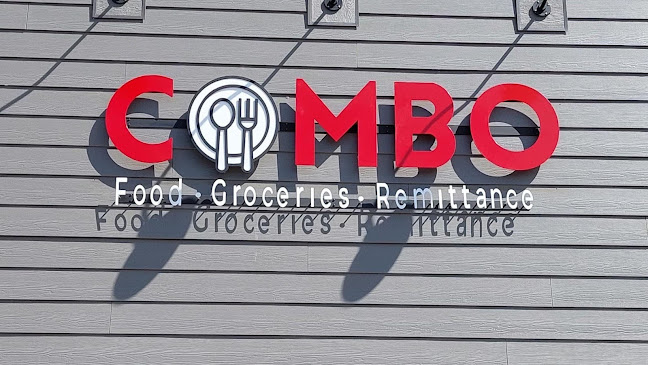 COMBO
Food · Groceries · Remittance